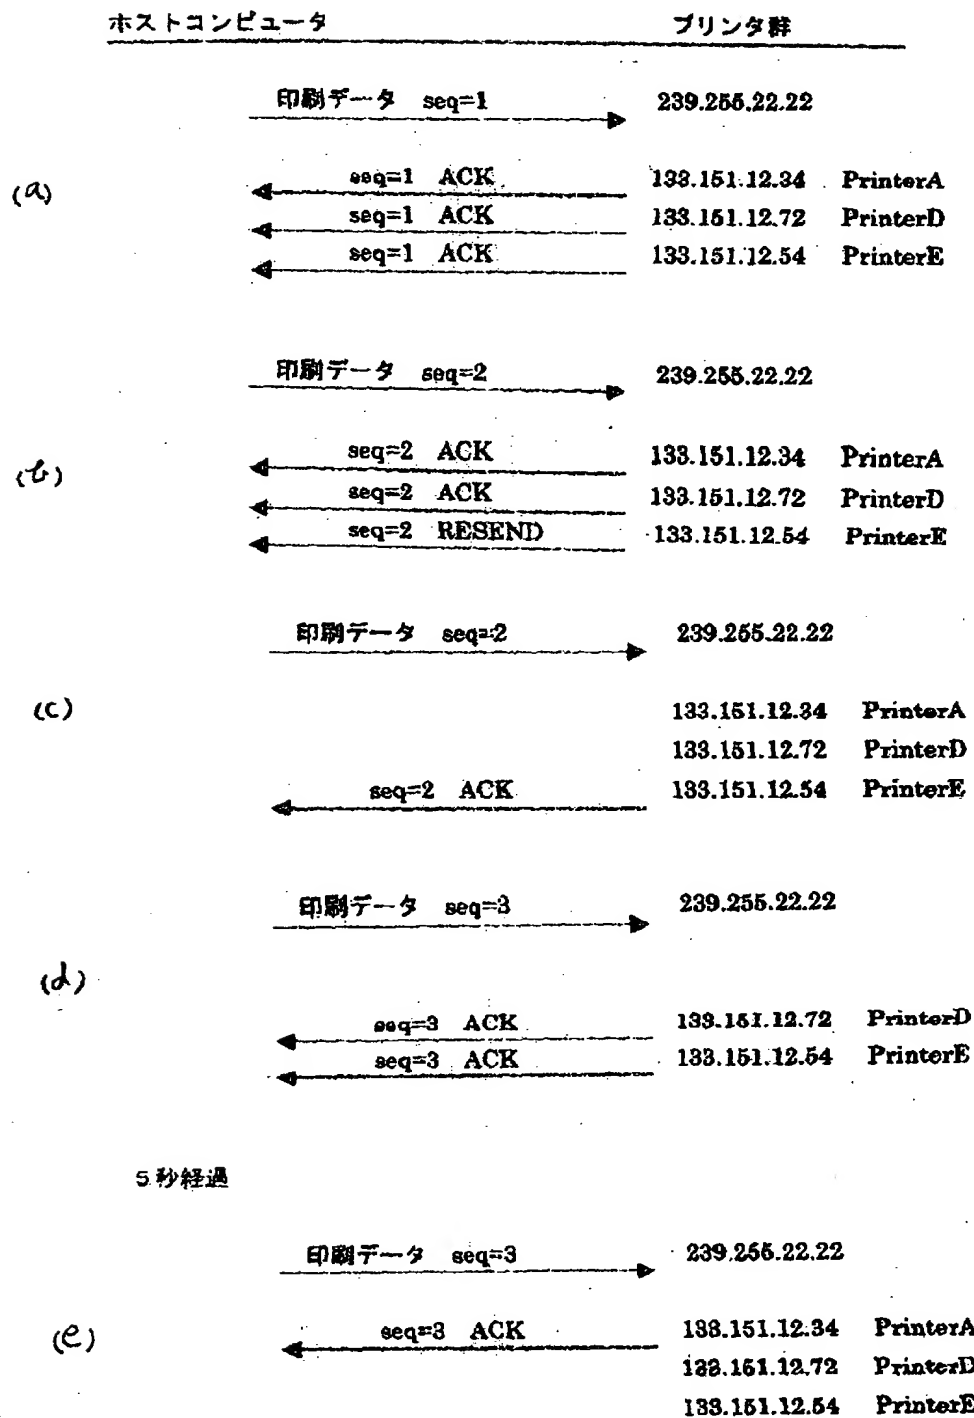 ホストコンピュータ プリンタ群
印刷データ seq=1 239.255.22.22
(a)
seq=1 ACK 133.151.12.34 PrinterA
seq=1 ACK 133.151.12.72 PrinterD
seq=1 ACK 133.151.12.54 PrinterE
印刷データ seq=2 239.255.22.22
(b)
seq=2 ACK 133.151.12.34 PrinterA
seq=2 ACK 133.151.12.72 PrinterD
seq=2 RESEND 133.151.12.54 PrinterE
印刷データ seq=2 239.255.22.22
(c)
133.151.12.34 PrinterA
133.151.12.72 PrinterD
seq=2 ACK 133.151.12.54 PrinterE
印刷データ seq=3 239.255.22.22
(d)
seq=3 ACK 133.151.12.72 PrinterD
seq=3 ACK 133.151.12.54 PrinterE
5秒経過
印刷データ seq=3 239.255.22.22
(e)
seq=3 ACK 133.151.12.34 PrinterA
133.151.12.72 PrinterD
133.151.12.54 PrinterE